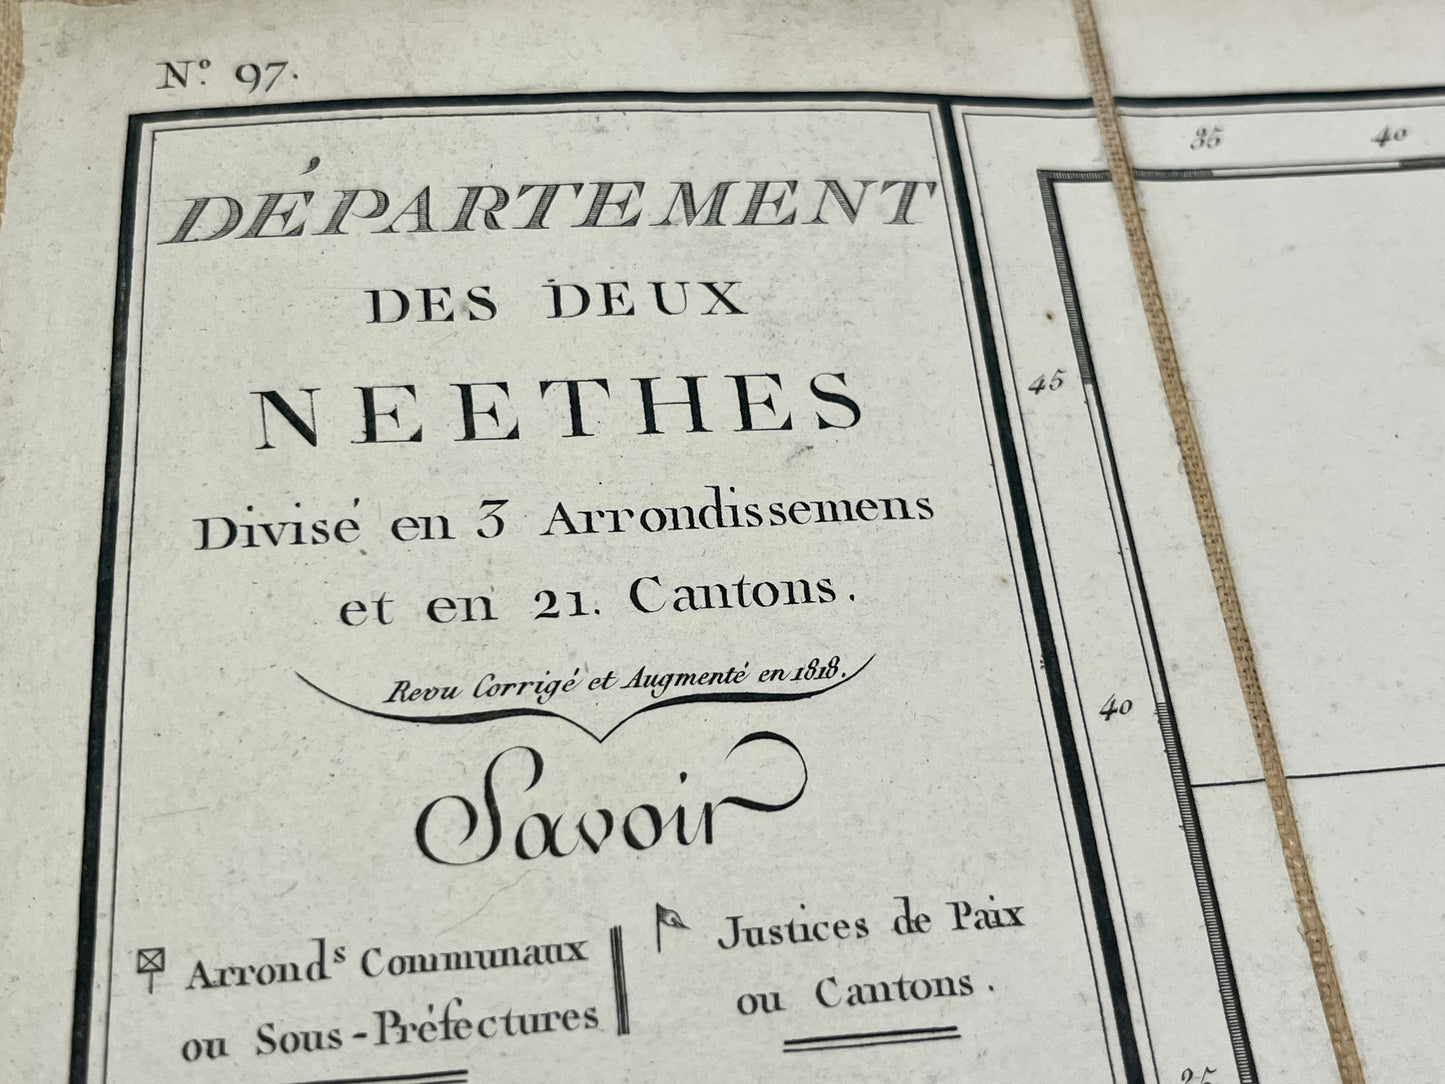 Nº. 97.
DÉPARTEMENT
DES DEUX
NEETHES
Divisé en 3 Arrondissemens
et en 21. Cantons.
Revu Corrigé et Augmenté en 1818.
Savoir
Arronds Communaux
ou Sous-Préfectures
Justices de Paix
ou Cantons.
35
40
45
40